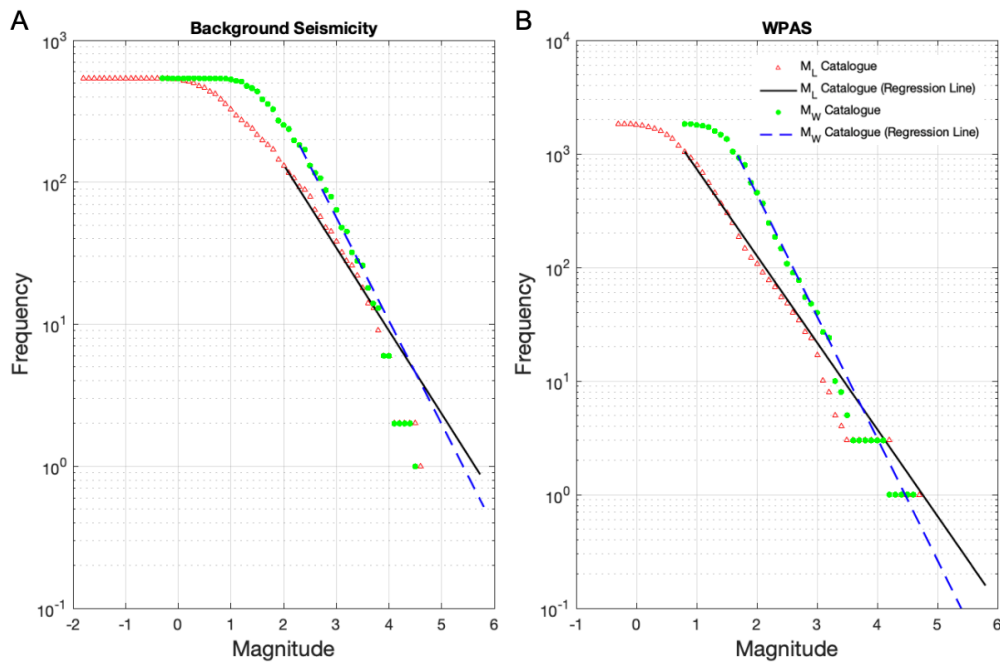 A
Background Seismicity
10^3
10^2
10^1
10^0
10^-1
Frequency
-2 -1 0 1 2 3 4 5 6
Magnitude
B
WPAS
M_L Catalogue
M_L Catalogue (Regression Line)
M_W Catalogue
M_W Catalogue (Regression Line)
10^4
10^3
10^2
10^1
10^0
10^-1
Frequency
-1 0 1 2 3 4 5 6
Magnitude